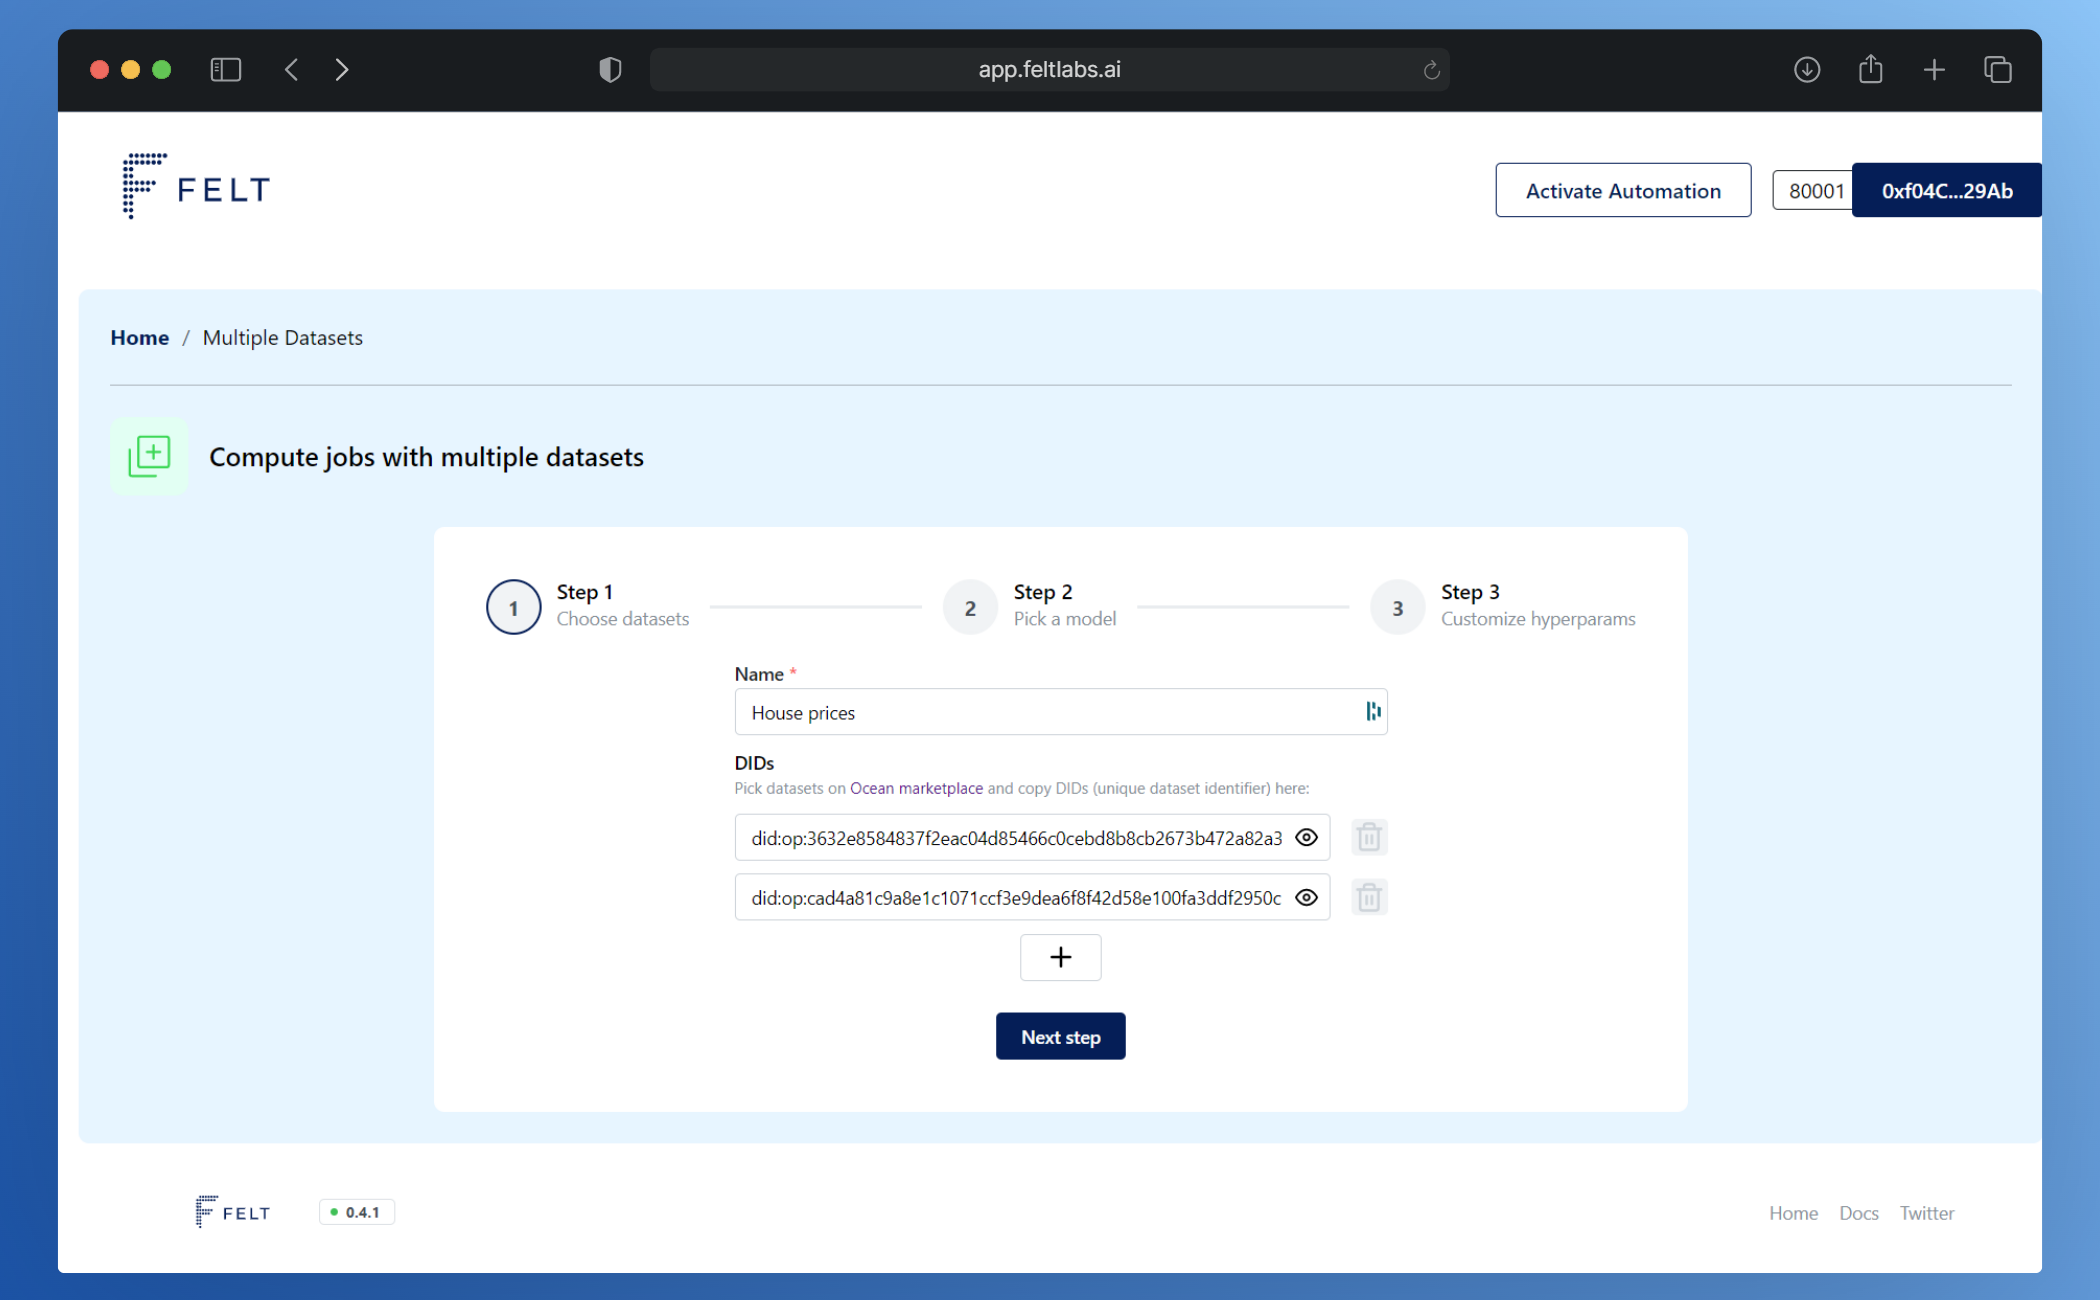 app.feltlabs.ai
FELT
Activate Automation
80001
0xf04C...29Ab
Home / Multiple Datasets
Compute jobs with multiple datasets
1
Step 1
Choose datasets
2
Step 2
Pick a model
3
Step 3
Customize hyperparams
Name *
House prices
DIDs
Pick datasets on Ocean marketplace and copy DIDs (unique dataset identifier) here:
did:op:3632e8584837f2eac04d85466c0cebd8b8cb2673b472a82a3
did:op:cad4a81c9a8e1c1071ccf3e9dea6f8f42d58e100fa3ddf2950c
Next step
FELT
0.4.1
Home
Docs
Twitter